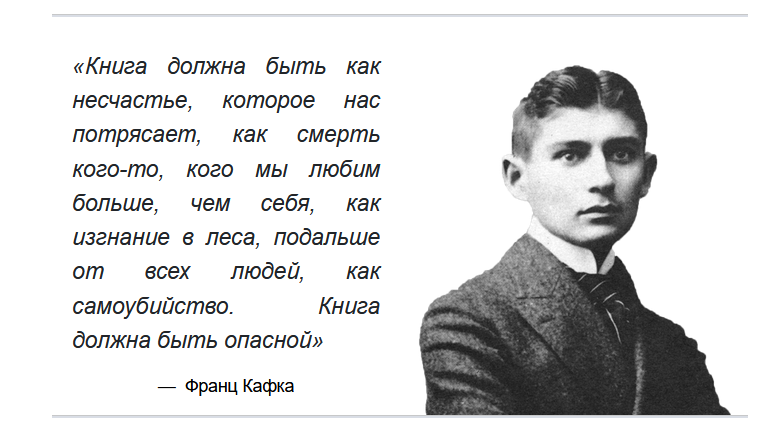 «Книга должна быть как
несчастье, которое нас
потрясает, как смерть
кого-то, кого мы любим
больше, чем себя, как
изгнание в леса, подальше
от всех людей, как
самоубийство. Книга
должна быть опасной»
— Франц Кафка